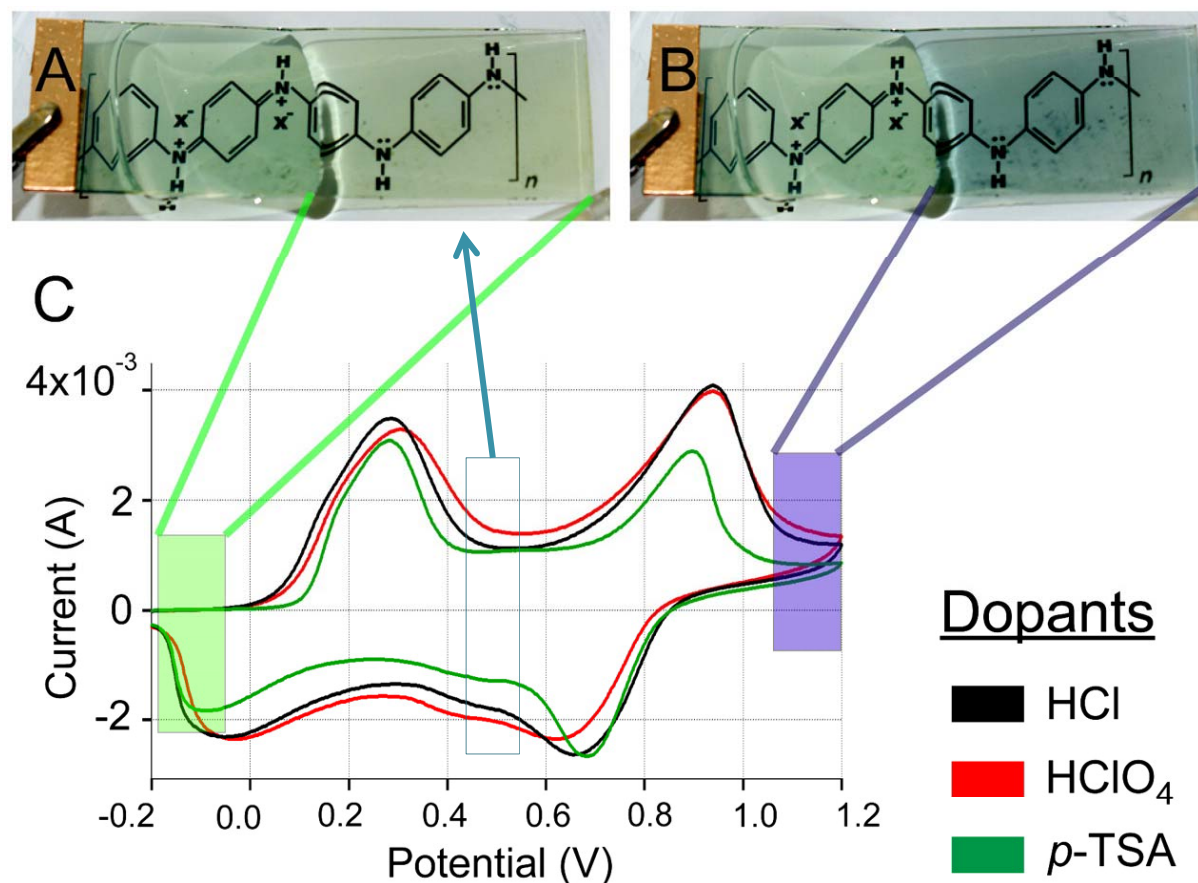 A
B
H
N
+
X⁻
X⁻
+
N
H
N
H
H
N
n
H
N
+
X⁻
X⁻
+
N
H
N
H
H
N
n
C
4x10⁻³
2
0
-2
Current (A)
-0.2 0.0 0.2 0.4 0.6 0.8 1.0 1.2
Potential (V)
Dopants
HCl
HClO₄
p-TSA